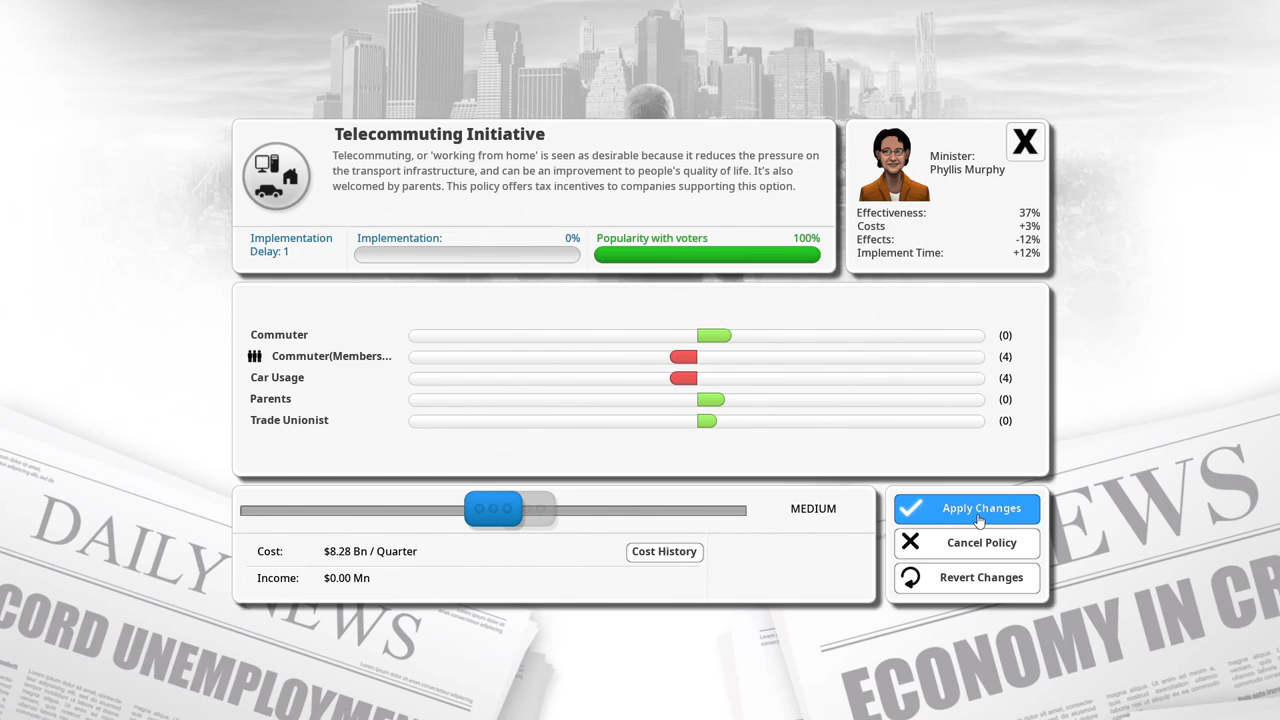 Telecommuting Initiative
Telecommuting, or 'working from home' is seen as desirable because it reduces the pressure on
the transport infrastructure, and can be an improvement to people's quality of life. It's also
welcomed by parents. This policy offers tax incentives to companies supporting this option.
Implementation
Delay: 1
Implementation: 0%
Popularity with voters 100%
X
Minister:
Phyllis Murphy
Effectiveness: 37%
Costs +3%
Effects: -12%
Implement Time: +12%
Commuter (0)
Commuter(Members... (4)
Car Usage (4)
Parents (0)
Trade Unionist (0)
MEDIUM
Cost: $8.28 Bn / Quarter
Cost History
Income: $0.00 Mn
Apply Changes
Cancel Policy
Revert Changes
DAILY NEWS
CORD UNEMPLOYM
NEWS
ECONOMY IN CR